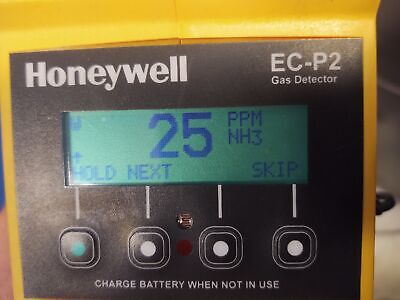 Honeywell
EC-P2
Gas Detector
25 PPM
NH3
HOLD NEXT SKIP
CHARGE BATTERY WHEN NOT IN USE